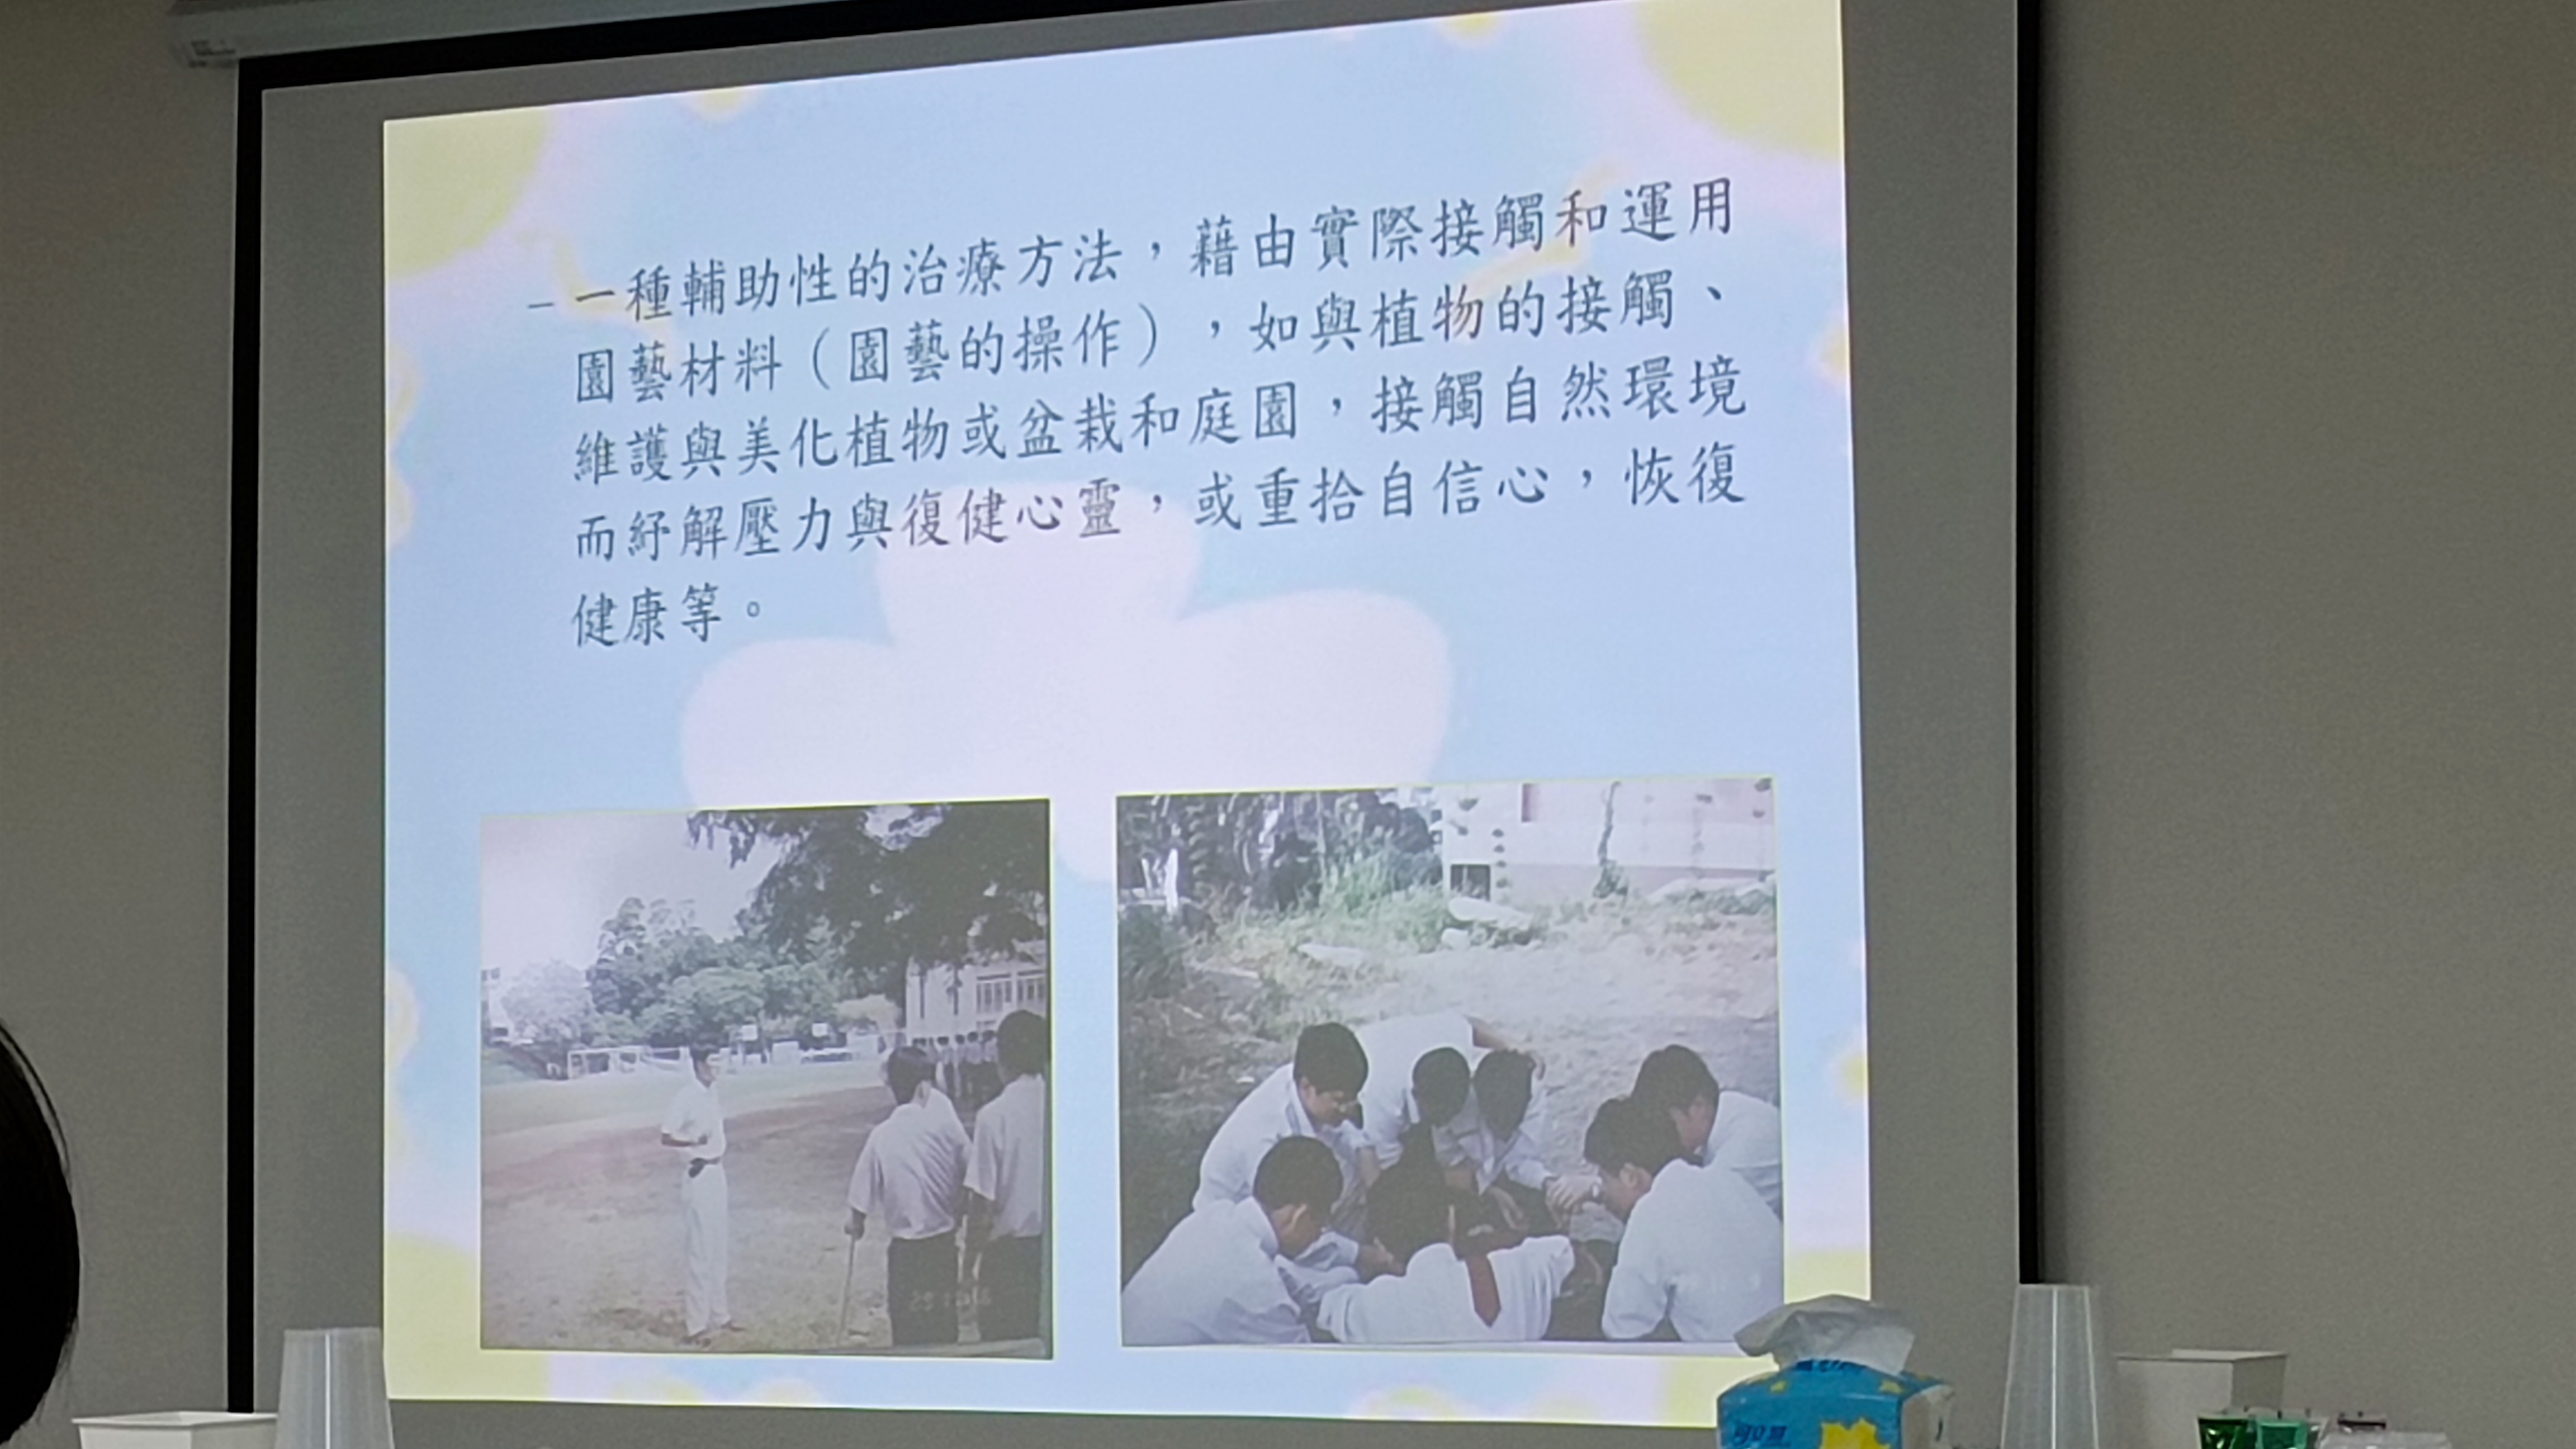 – 一種輔助性的治療方法，藉由實際接觸和運用
園藝材料（園藝的操作），如與植物的接觸、
維護與美化植物或盆栽和庭園，接觸自然環境
而紓解壓力與復健心靈，或重拾自信心，恢復
健康等。